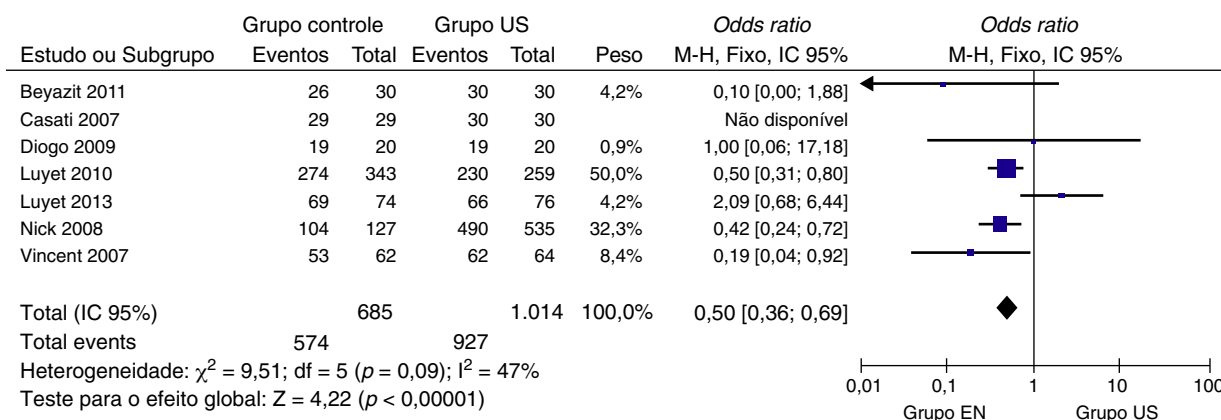 Grupo controle Grupo US Odds ratio Odds ratio
Estudo ou Subgrupo Eventos Total Eventos Total Peso M-H, Fixo, IC 95% M-H, Fixo, IC 95%
Beyazit 2011 26 30 30 30 4,2% 0,10 [0,00; 1,88]
Casati 2007 29 29 30 30 Não disponível
Diogo 2009 19 20 19 20 0,9% 1,00 [0,06; 17,18]
Luyet 2010 274 343 230 259 50,0% 0,50 [0,31; 0,80]
Luyet 2013 69 74 66 76 4,2% 2,09 [0,68; 6,44]
Nick 2008 104 127 490 535 32,3% 0,42 [0,24; 0,72]
Vincent 2007 53 62 62 64 8,4% 0,19 [0,04; 0,92]
Total (IC 95%) 685 1.014 100,0% 0,50 [0,36; 0,69]
Total events 574 927
Heterogeneidade: χ² = 9,51; df = 5 (p = 0,09); I² = 47%
Teste para o efeito global: Z = 4,22 (p < 0,00001)
0,01 0,1 1 10 100
Grupo EN Grupo US